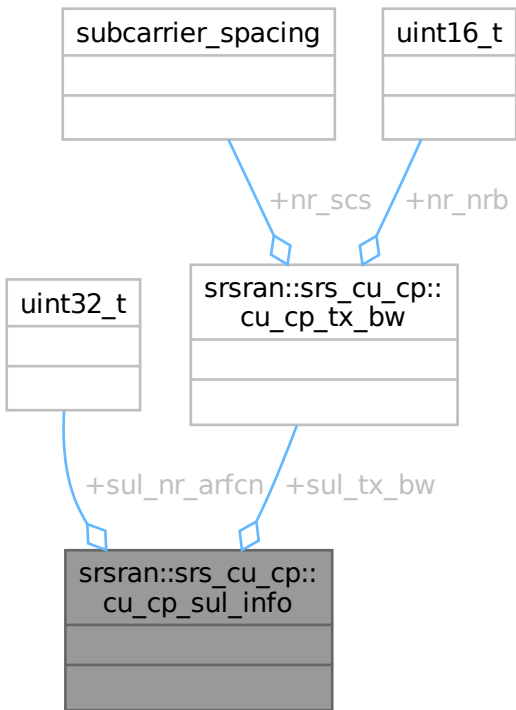 subcarrier_spacing
uint16_t
+nr_scs
+nr_nrb
uint32_t
srsran::srs_cu_cp::
cu_cp_tx_bw
+sul_nr_arfcn
+sul_tx_bw
srsran::srs_cu_cp::
cu_cp_sul_info